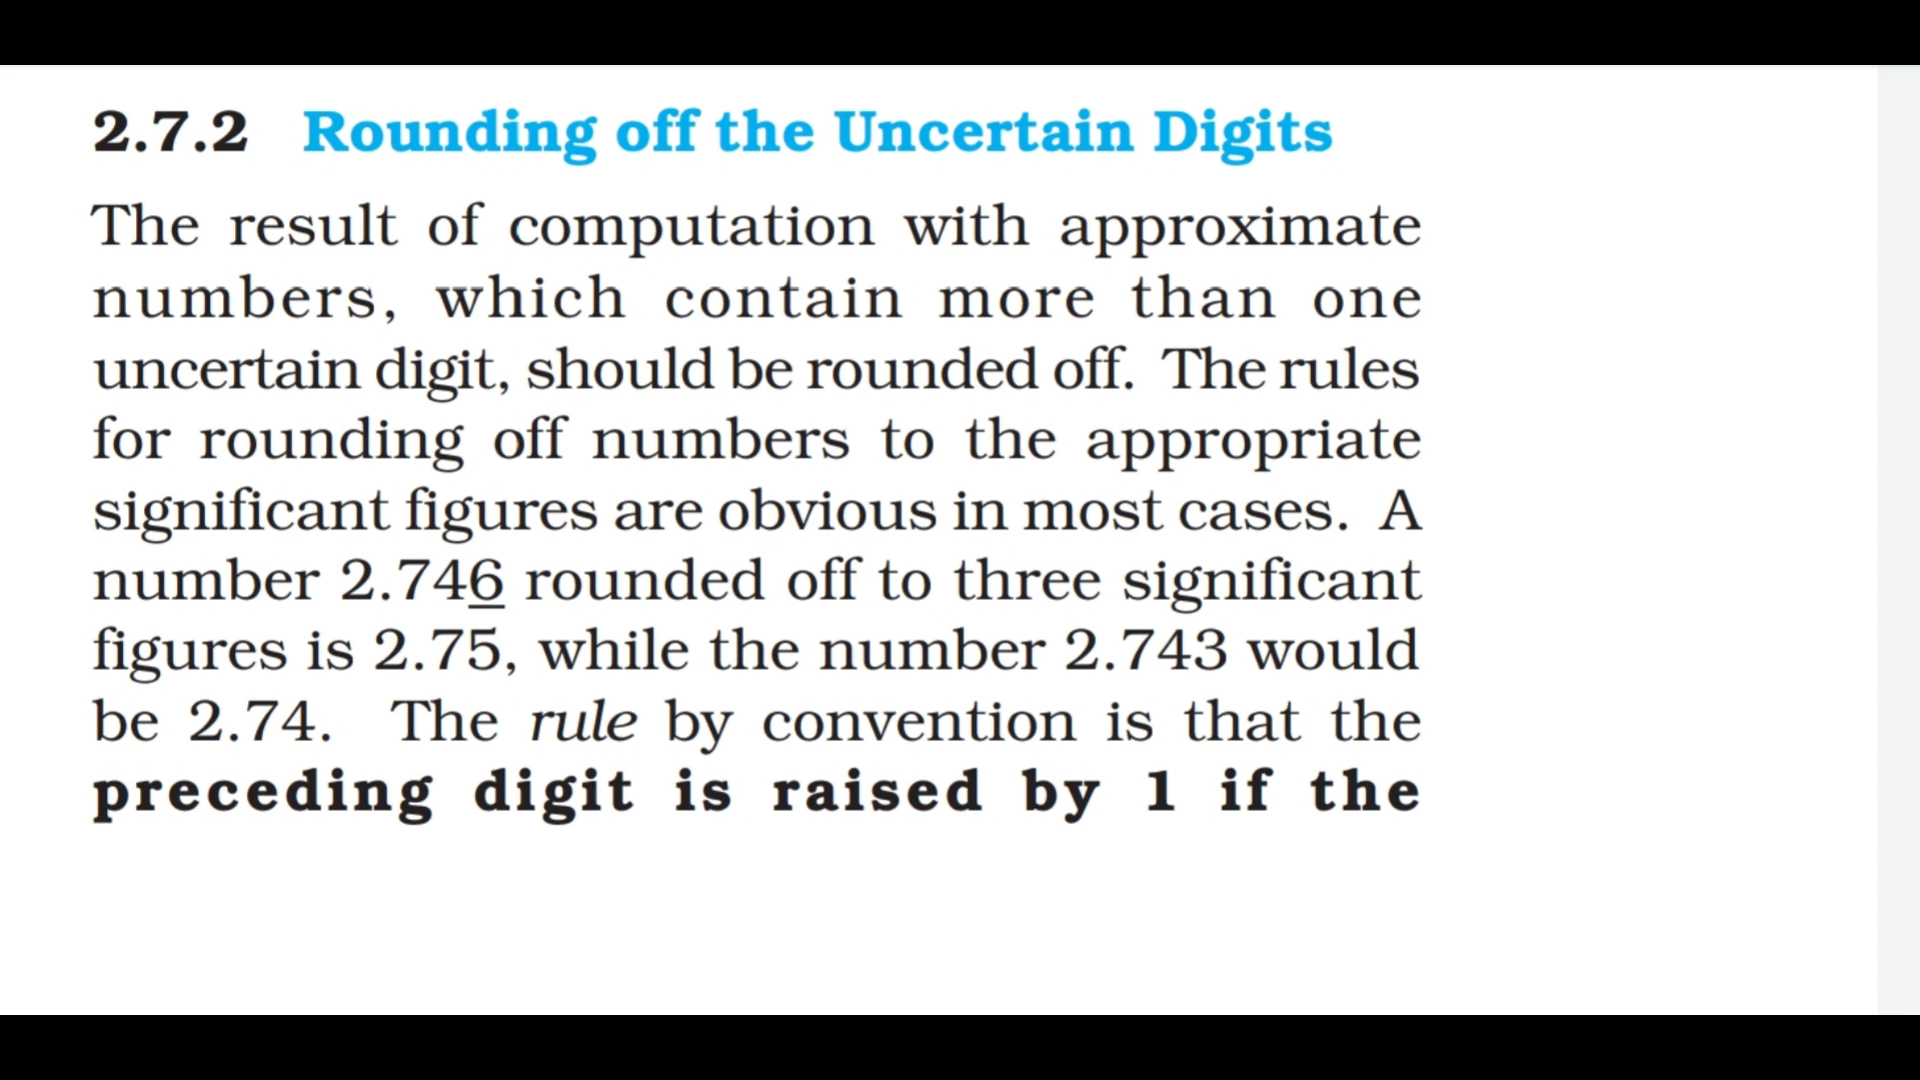 2.7.2 Rounding off the Uncertain Digits
The result of computation with approximate
numbers, which contain more than one
uncertain digit, should be rounded off. The rules
for rounding off numbers to the appropriate
significant figures are obvious in most cases. A
number 2.746 rounded off to three significant
figures is 2.75, while the number 2.743 would
be 2.74. The rule by convention is that the
preceding digit is raised by 1 if the